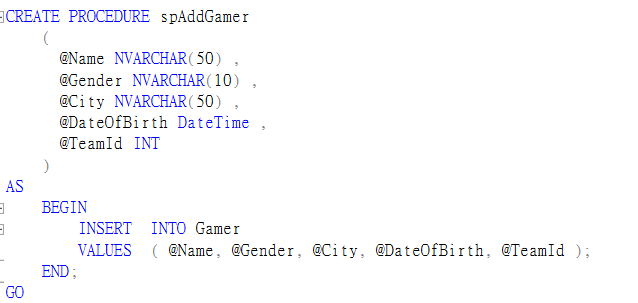 CREATE PROCEDURE spAddGamer
(
@Name NVARCHAR(50) ,
@Gender NVARCHAR(10) ,
@City NVARCHAR(50) ,
@DateOfBirth DateTime ,
@TeamId INT
)
AS
BEGIN
INSERT INTO Gamer
VALUES ( @Name, @Gender, @City, @DateOfBirth, @TeamId );
END;
GO